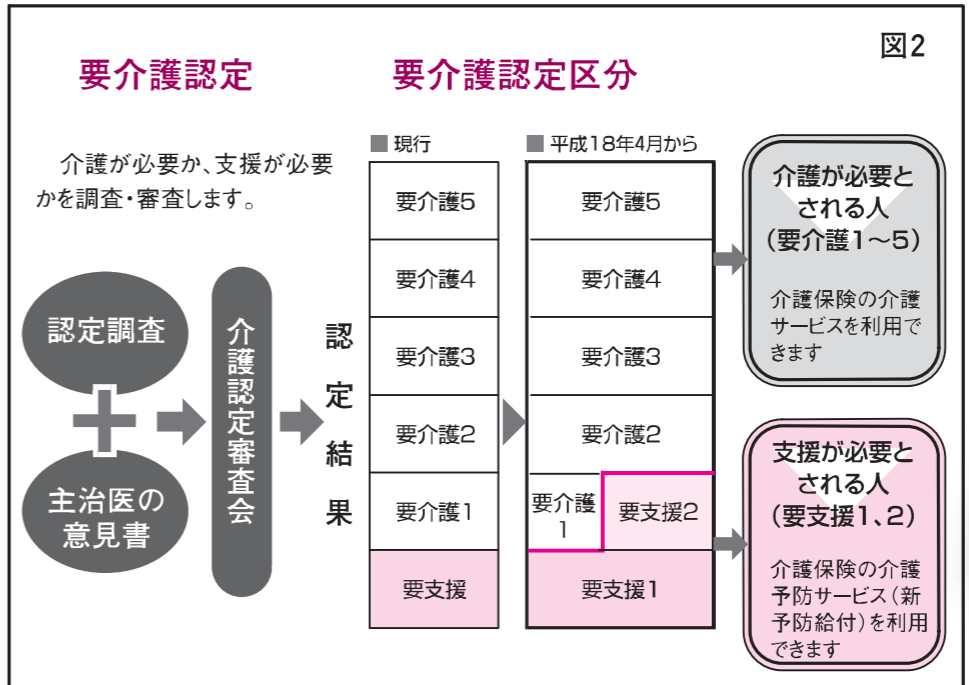 図2
要介護認定
介護が必要か、支援が必要
かを調査・審査します。
認定調査
主治医の
意見書
介護認定審査会
認定結果
要介護認定区分
■ 現行
要介護5
要介護4
要介護3
要介護2
要介護1
要支援
■ 平成18年4月から
要介護5
要介護4
要介護3
要介護2
要介護
1
要支援2
要支援1
介護が必要と
される人
(要介護1〜5)
介護保険の介護
サービスを利用で
きます
支援が必要と
される人
(要支援1、2)
介護保険の介護
予防サービス(新
予防給付)を利用
できます